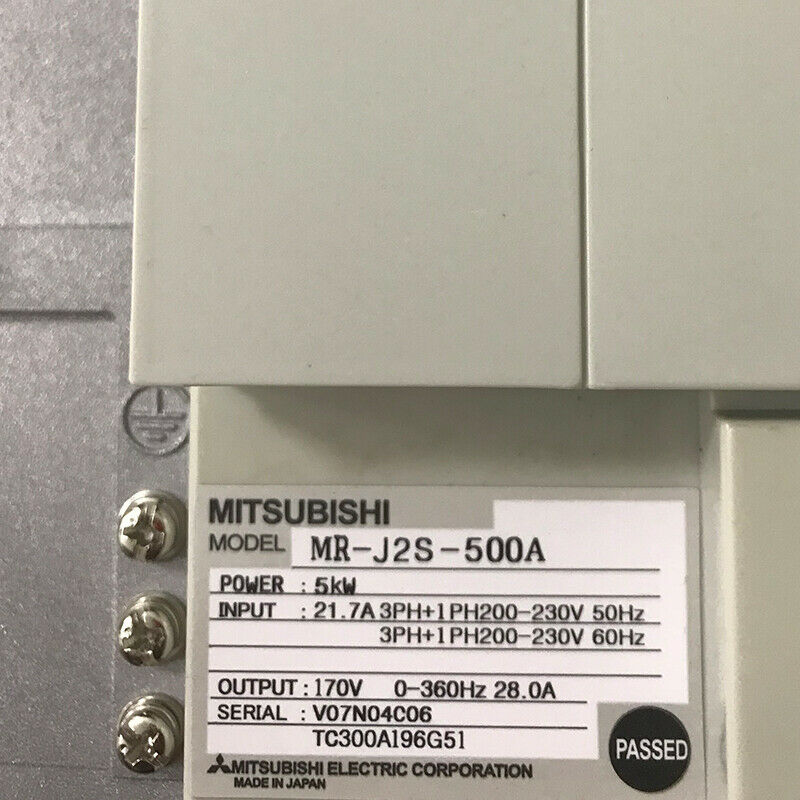 MITSUBISHI
MODEL MR-J2S-500A
POWER : 5kW
INPUT : 21.7A 3PH+1PH200-230V 50Hz
3PH+1PH200-230V 60Hz
OUTPUT : 170V 0-360Hz 28.0A
SERIAL : V07N04C06
TC300A196G51
PASSED
MITSUBISHI ELECTRIC CORPORATION
MADE IN JAPAN